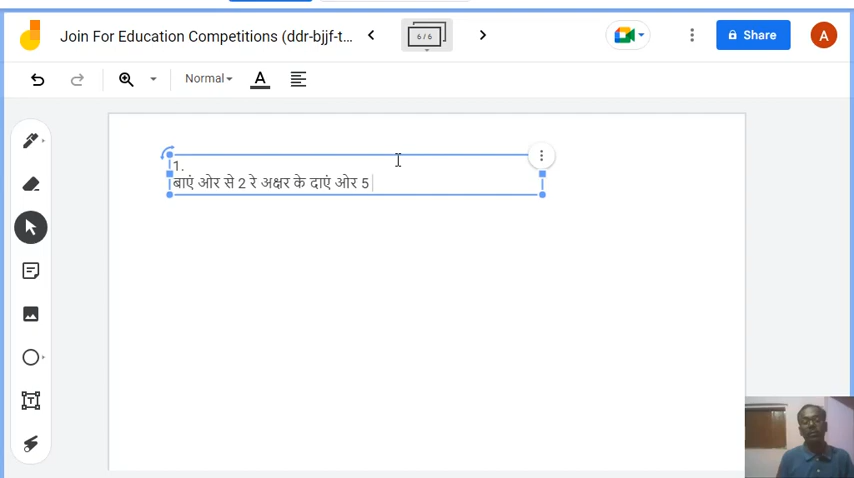 Join For Education Competitions (ddr-bjjf-t...
6 / 6
Share
A
Normal
A
1.
बाएं ओर से 2 रे अक्षर के दाएं ओर 5